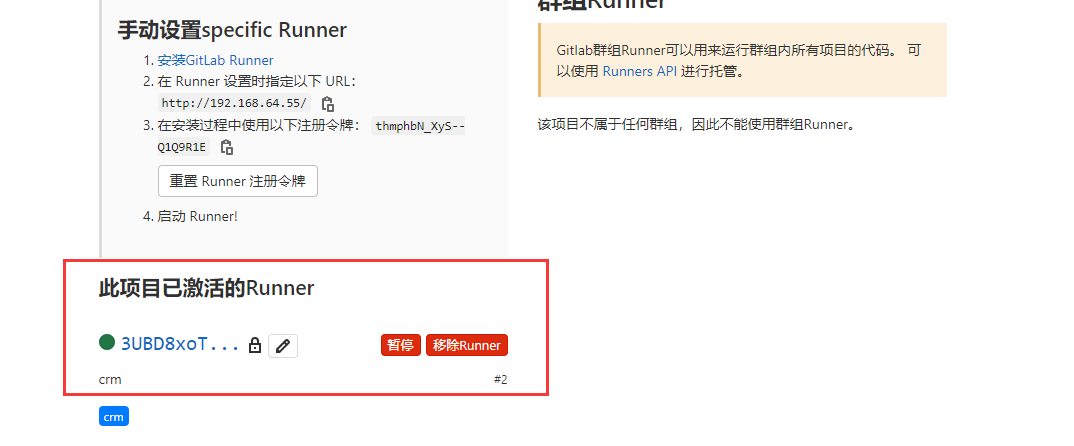 手动设置specific Runner
1. 安装GitLab Runner
2. 在 Runner 设置时指定以下 URL：
http://192.168.64.55/
3. 在安装过程中使用以下注册令牌： thmphbN_XyS--
Q1Q9R1E
重置 Runner 注册令牌
4. 启动 Runner!
此项目已激活的Runner
3UBD8xoT...
暂停 移除Runner
crm #2
crm
群组Runner
Gitlab群组Runner可以用来运行群组内所有项目的代码。 可
以使用 Runners API 进行托管。
该项目不属于任何群组，因此不能使用群组Runner。